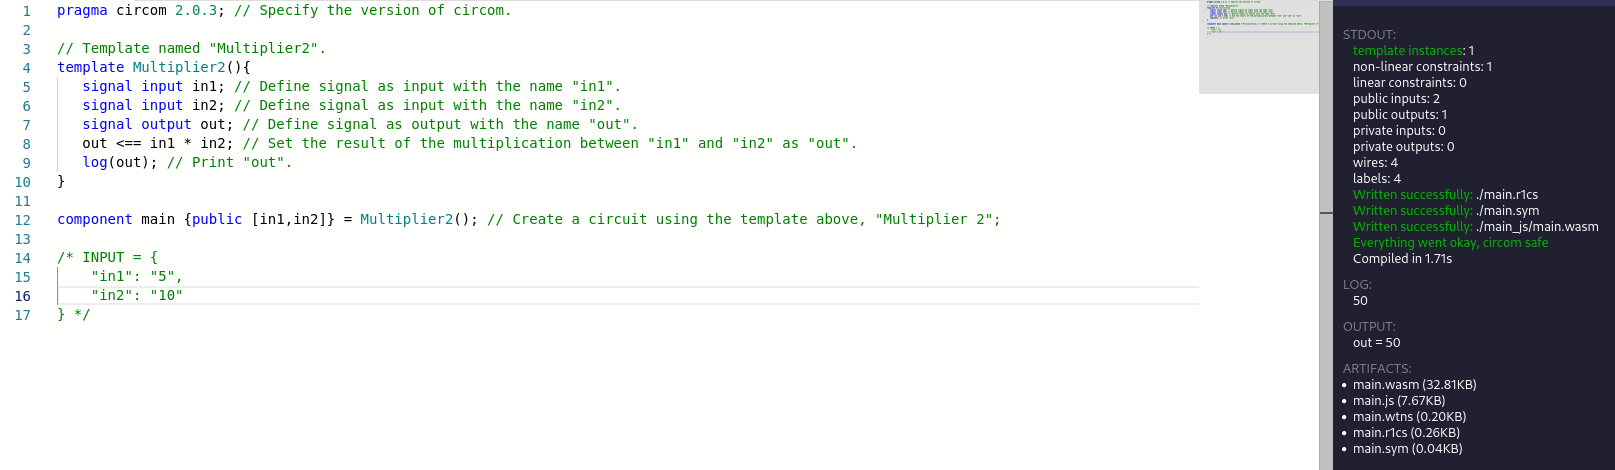 1 pragma circom 2.0.3; // Specify the version of circom.
2
3 // Template named "Multiplier2".
4 template Multiplier2(){
5 signal input in1; // Define signal as input with the name "in1".
6 signal input in2; // Define signal as input with the name "in2".
7 signal output out; // Define signal as output with the name "out".
8 out <== in1 * in2; // Set the result of the multiplication between "in1" and "in2" as "out".
9 log(out); // Print "out".
10 }
11
12 component main {public [in1,in2]} = Multiplier2(); // Create a circuit using the template above, "Multiplier 2";
13
14 /* INPUT = {
15 "in1": "5",
16 "in2": "10"
17 } */
STDOUT:
template instances: 1
non-linear constraints: 1
linear constraints: 0
public inputs: 2
public outputs: 1
private inputs: 0
private outputs: 0
wires: 4
labels: 4
Written successfully: ./main.r1cs
Written successfully: ./main.sym
Written successfully: ./main_js/main.wasm
Everything went okay, circom safe
Compiled in 1.71s
LOG:
50
OUTPUT:
out = 50
ARTIFACTS:
• main.wasm (32.81KB)
• main.js (7.67KB)
• main.wtns (0.20KB)
• main.r1cs (0.26KB)
• main.sym (0.04KB)